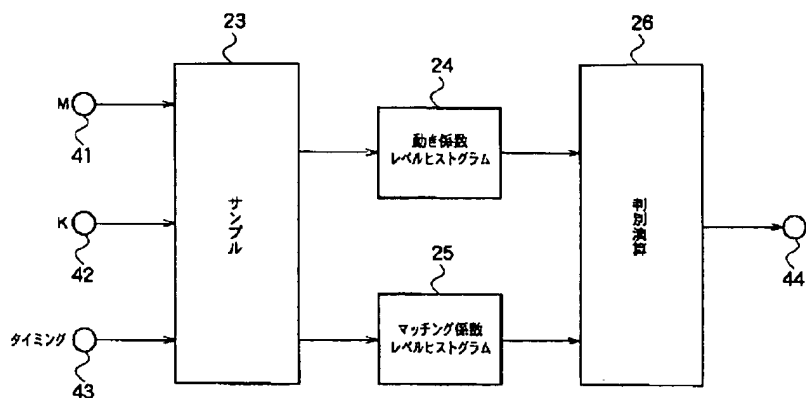 23
26
24
M
動き係数
レベルヒストグラム
41
サンプル
判別演算
K
42
44
25
タイミング
マッチング係数
レベルヒストグラム
43